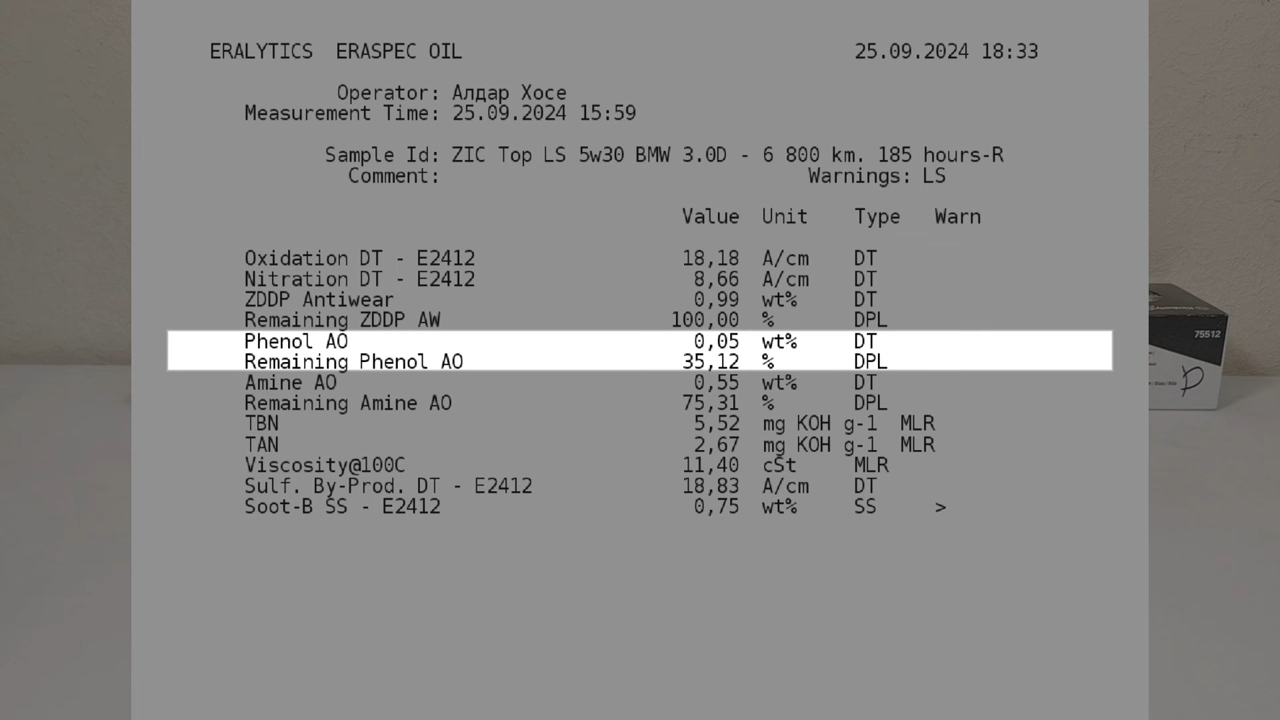 ERALYTICS ERASPEC OIL 25.09.2024 18:33
Operator: Алдар Хосе
Measurement Time: 25.09.2024 15:59
Sample Id: ZIC Top LS 5w30 BMW 3.0D - 6 800 km. 185 hours-R
Comment: Warnings: LS
Value Unit Type Warn
Oxidation DT - E2412 18,18 A/cm DT
Nitration DT - E2412 8,66 A/cm DT
ZDDP Antiwear 0,99 wt% DT
Remaining ZDDP AW 100,00 % DPL
Phenol AO 0,05 wt% DT
Remaining Phenol AO 35,12 % DPL
Amine AO 0,55 wt% DT
Remaining Amine AO 75,31 % DPL
TBN 5,52 mg KOH g-1 MLR
TAN 2,67 mg KOH g-1 MLR
Viscosity@100C 11,40 cSt MLR
Sulf. By-Prod. DT - E2412 18,83 A/cm DT
Soot-B SS - E2412 0,75 wt% SS >
75512
P